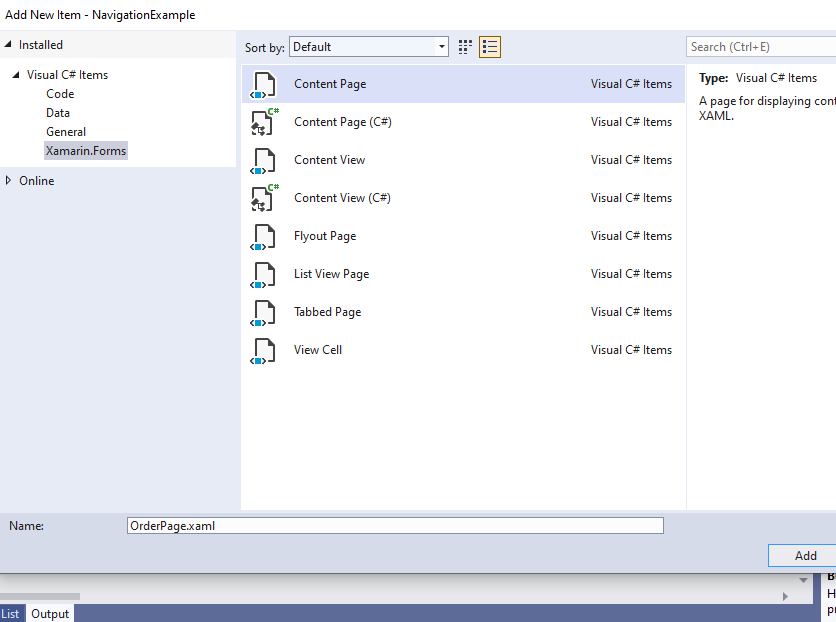 Add New Item - NavigationExample
Installed
Visual C# Items
Code
Data
General
Xamarin.Forms
Online
Sort by: Default
Search (Ctrl+E)
Content Page Visual C# Items
C#
Content Page (C#) Visual C# Items
Content View Visual C# Items
C#
Content View (C#) Visual C# Items
Flyout Page Visual C# Items
List View Page Visual C# Items
Tabbed Page Visual C# Items
View Cell Visual C# Items
Type: Visual C# Items
A page for displaying cont
XAML.
Name: OrderPage.xaml
Add
B
H
pr
List Output